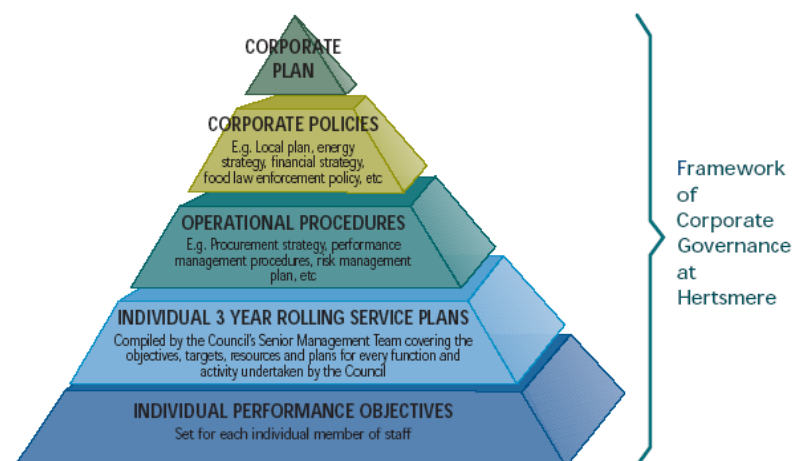 CORPORATE
PLAN
CORPORATE POLICIES
E.g. Local plan, energy
strategy, financial strategy,
food law enforcement policy, etc
OPERATIONAL PROCEDURES
E.g. Procurement strategy, performance
management procedures, risk management
plan, etc
INDIVIDUAL 3 YEAR ROLLING SERVICE PLANS
Compiled by the Council's Senior Management Team covering the
objectives, targets, resources and plans for every function and
activity undertaken by the Council
INDIVIDUAL PERFORMANCE OBJECTIVES
Set for each individual member of staff
Framework
of
Corporate
Governance
at
Hertsmere